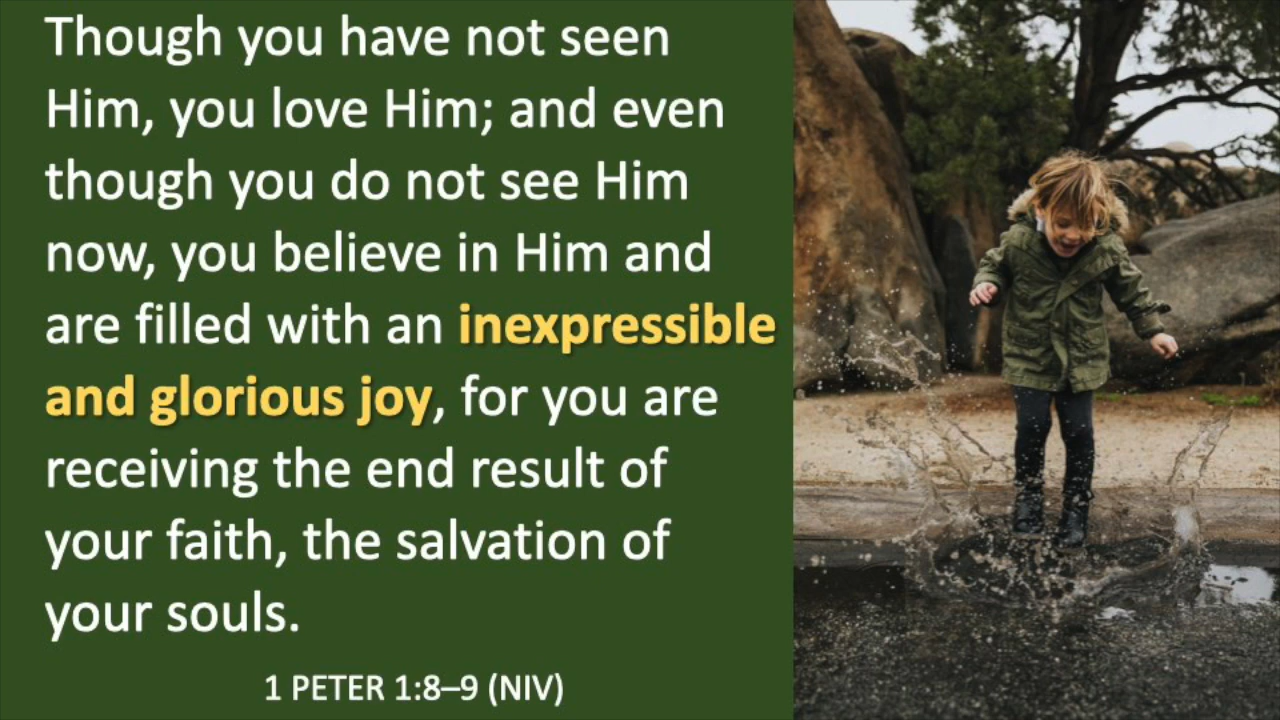 Though you have not seen
Him, you love Him; and even
though you do not see Him
now, you believe in Him and
are filled with an inexpressible
and glorious joy, for you are
receiving the end result of
your faith, the salvation of
your souls.
1 PETER 1:8–9 (NIV)